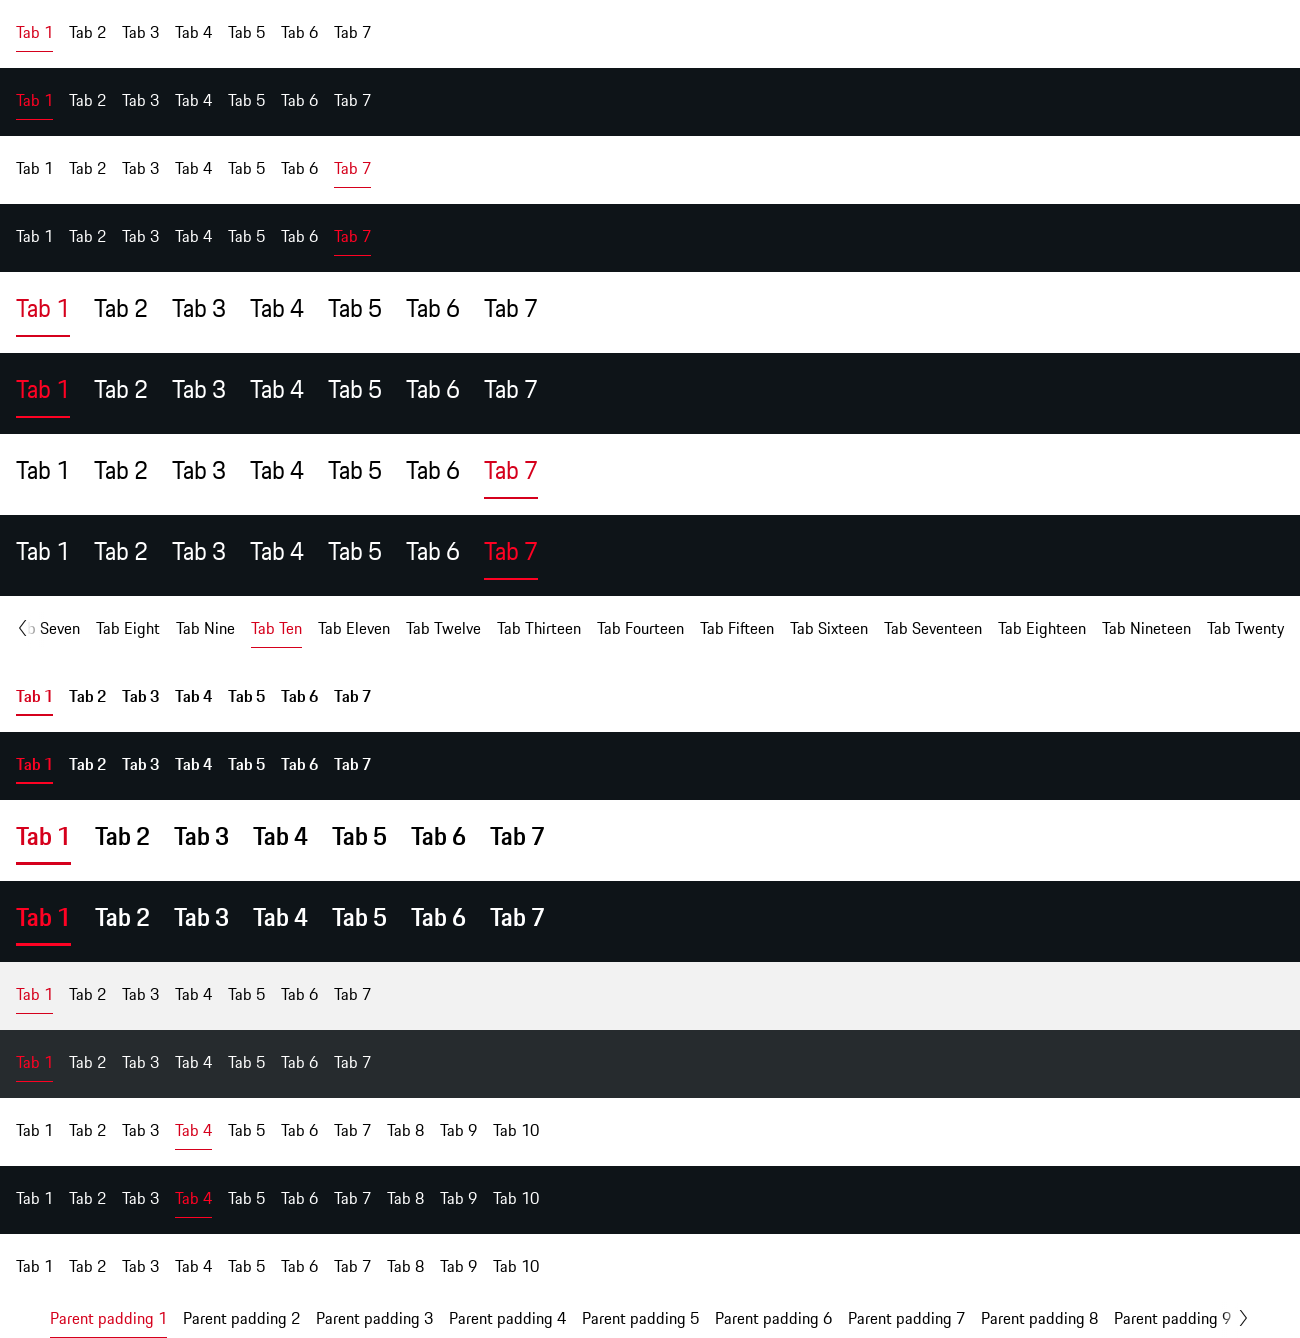 Tab 1 Tab 2 Tab 3 Tab 4 Tab 5 Tab 6 Tab 7
Tab 1 Tab 2 Tab 3 Tab 4 Tab 5 Tab 6 Tab 7
Tab 1 Tab 2 Tab 3 Tab 4 Tab 5 Tab 6 Tab 7
Tab 1 Tab 2 Tab 3 Tab 4 Tab 5 Tab 6 Tab 7
Tab 1 Tab 2 Tab 3 Tab 4 Tab 5 Tab 6 Tab 7
Tab 1 Tab 2 Tab 3 Tab 4 Tab 5 Tab 6 Tab 7
Tab 1 Tab 2 Tab 3 Tab 4 Tab 5 Tab 6 Tab 7
Tab 1 Tab 2 Tab 3 Tab 4 Tab 5 Tab 6 Tab 7
b Seven Tab Eight Tab Nine Tab Ten Tab Eleven Tab Twelve Tab Thirteen Tab Fourteen Tab Fifteen Tab Sixteen Tab Seventeen Tab Eighteen Tab Nineteen Tab Twenty
Tab 1 Tab 2 Tab 3 Tab 4 Tab 5 Tab 6 Tab 7
Tab 1 Tab 2 Tab 3 Tab 4 Tab 5 Tab 6 Tab 7
Tab 1 Tab 2 Tab 3 Tab 4 Tab 5 Tab 6 Tab 7
Tab 1 Tab 2 Tab 3 Tab 4 Tab 5 Tab 6 Tab 7
Tab 1 Tab 2 Tab 3 Tab 4 Tab 5 Tab 6 Tab 7
Tab 1 Tab 2 Tab 3 Tab 4 Tab 5 Tab 6 Tab 7
Tab 1 Tab 2 Tab 3 Tab 4 Tab 5 Tab 6 Tab 7 Tab 8 Tab 9 Tab 10
Tab 1 Tab 2 Tab 3 Tab 4 Tab 5 Tab 6 Tab 7 Tab 8 Tab 9 Tab 10
Tab 1 Tab 2 Tab 3 Tab 4 Tab 5 Tab 6 Tab 7 Tab 8 Tab 9 Tab 10
Parent padding 1 Parent padding 2 Parent padding 3 Parent padding 4 Parent padding 5 Parent padding 6 Parent padding 7 Parent padding 8 Parent padding 9